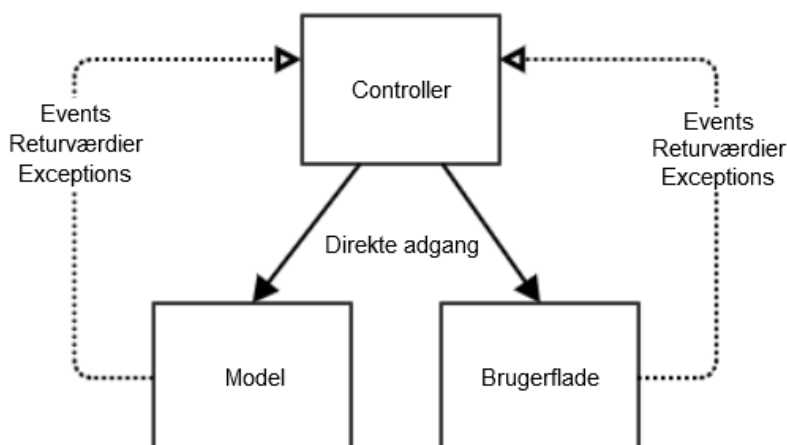 Controller
Events
Returværdier
Exceptions
Events
Returværdier
Exceptions
Direkte adgang
Model
Brugerflade